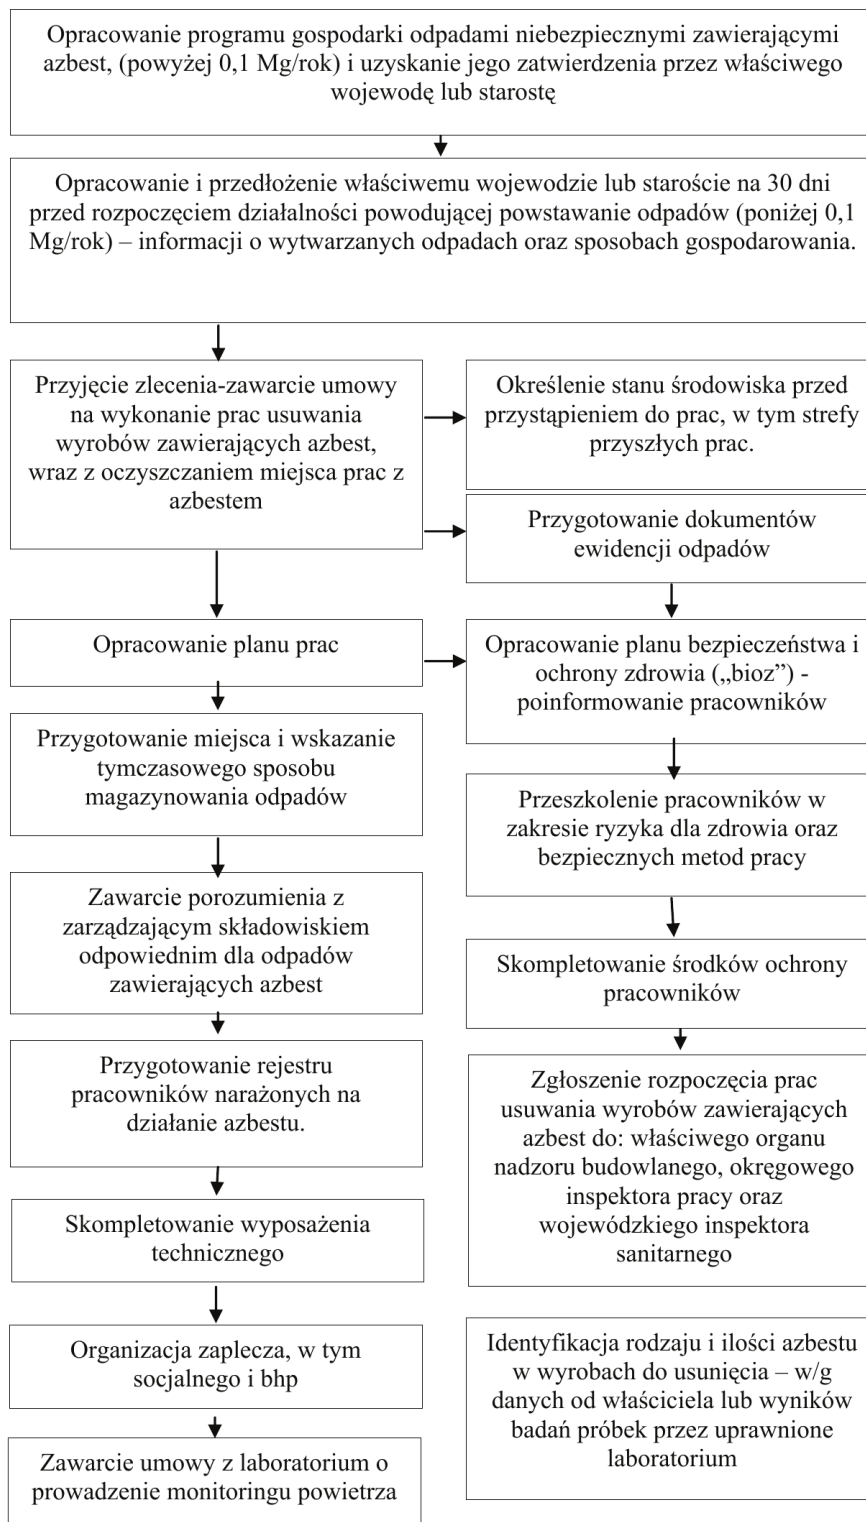 Opracowanie programu gospodarki odpadami niebezpiecznymi zawierającymi
azbest, (powyżej 0,1 Mg/rok) i uzyskanie jego zatwierdzenia przez właściwego
wojewodę lub starostę
Opracowanie i przedłożenie właściwemu wojewodzie lub staroście na 30 dni
przed rozpoczęciem działalności powodującej powstawanie odpadów (poniżej 0,1
Mg/rok) – informacji o wytwarzanych odpadach oraz sposobach gospodarowania.
Przyjęcie zlecenia-zawarcie umowy
na wykonanie prac usuwania
wyrobów zawierających azbest,
wraz z oczyszczaniem miejsca prac z
azbestem
Określenie stanu środowiska przed
przystąpieniem do prac, w tym strefy
przyszłych prac.
Przygotowanie dokumentów
ewidencji odpadów
Opracowanie planu prac
Opracowanie planu bezpieczeństwa i
ochrony zdrowia („bioz”) -
poinformowanie pracowników
Przygotowanie miejsca i wskazanie
tymczasowego sposobu
magazynowania odpadów
Przeszkolenie pracowników w
zakresie ryzyka dla zdrowia oraz
bezpiecznych metod pracy
Zawarcie porozumienia z
zarządzającym składowiskiem
odpowiednim dla odpadów
zawierających azbest
Skompletowanie środków ochrony
pracowników
Przygotowanie rejestru
pracowników narażonych na
działanie azbestu.
Zgłoszenie rozpoczęcia prac
usuwania wyrobów zawierających
azbest do: właściwego organu
nadzoru budowlanego, okręgowego
inspektora pracy oraz
wojewódzkiego inspektora
sanitarnego
Skompletowanie wyposażenia
technicznego
Organizacja zaplecza, w tym
socjalnego i bhp
Identyfikacja rodzaju i ilości azbestu
w wyrobach do usunięcia – w/g
danych od właściciela lub wyników
badań próbek przez uprawnione
laboratorium
Zawarcie umowy z laboratorium o
prowadzenie monitoringu powietrza